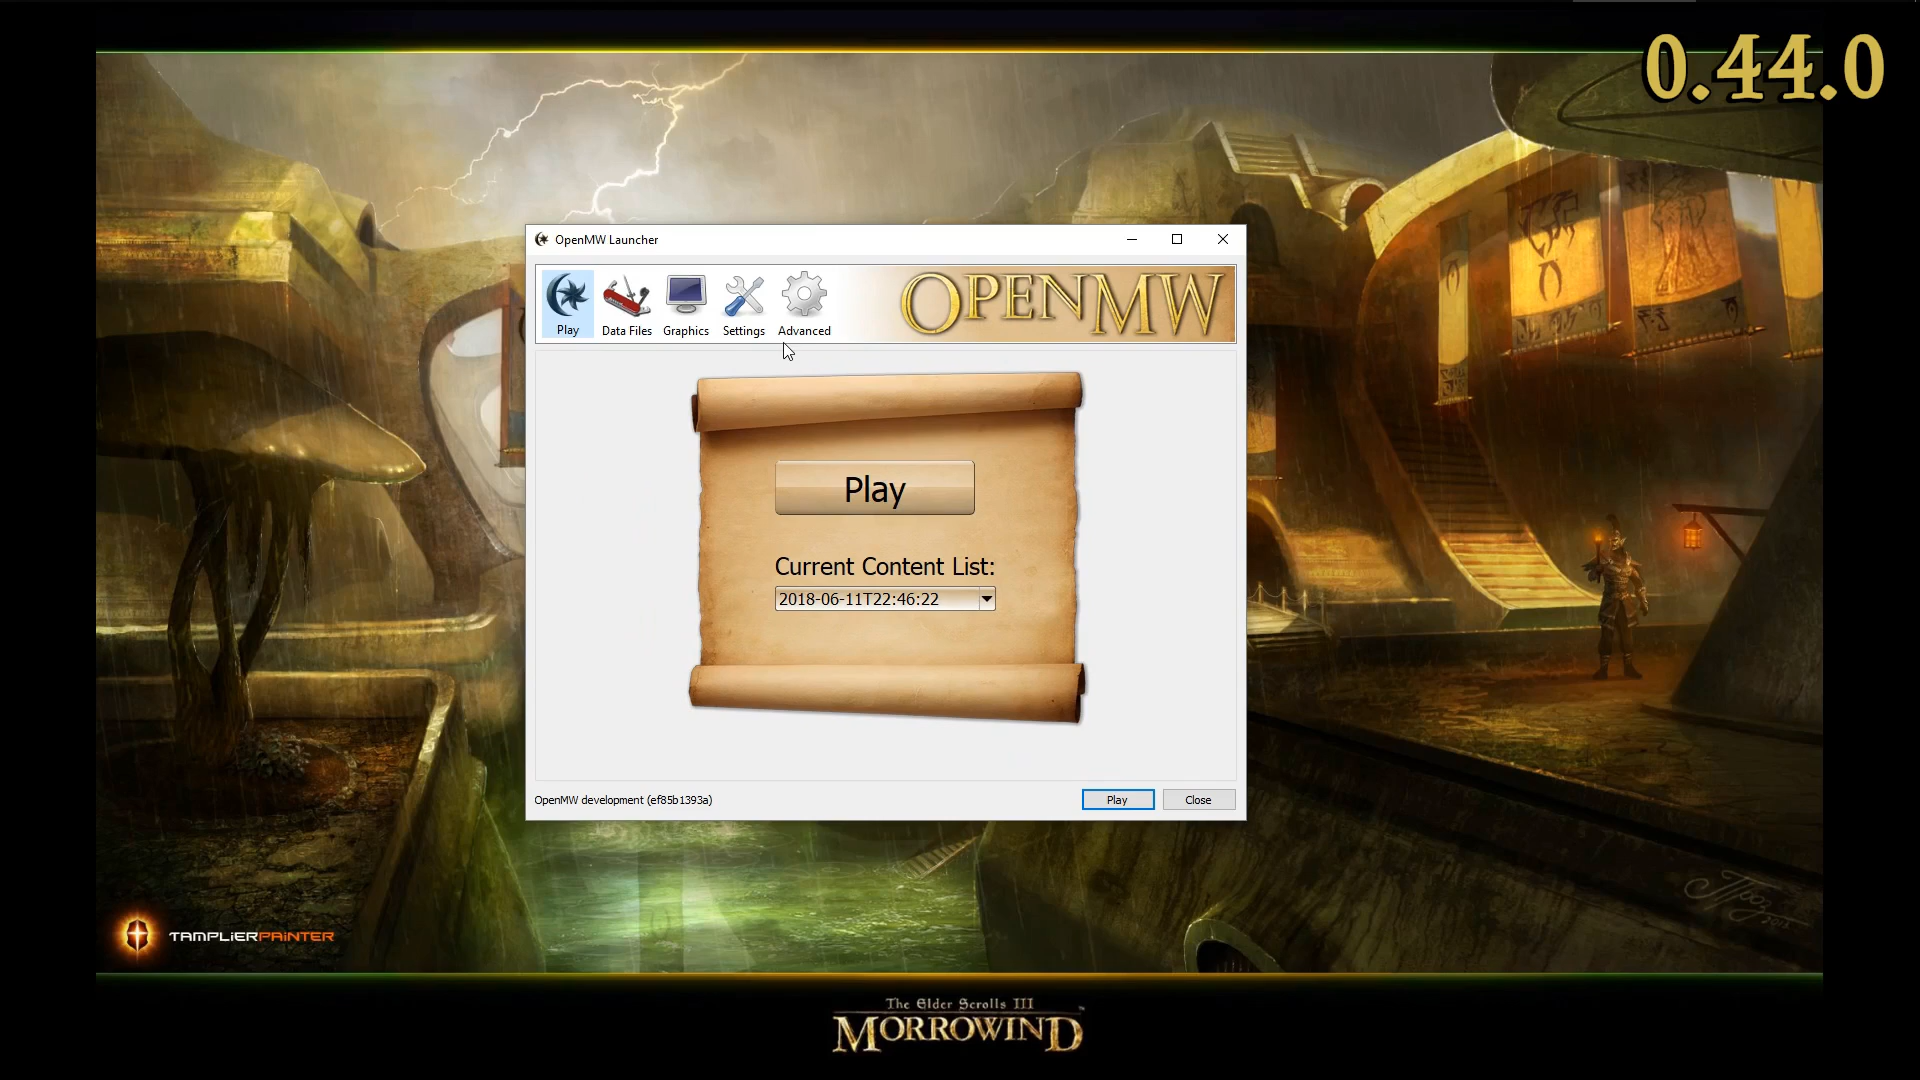 0.44.0
OpenMW Launcher
Play
Data Files
Graphics
Settings
Advanced
OPENMW
Play
Current Content List:
2018-06-11T22:46:22
OpenMW development (ef85b1393a)
Play
Close
TAMPLIERPAINTER
The Elder Scrolls III
MORROWIND